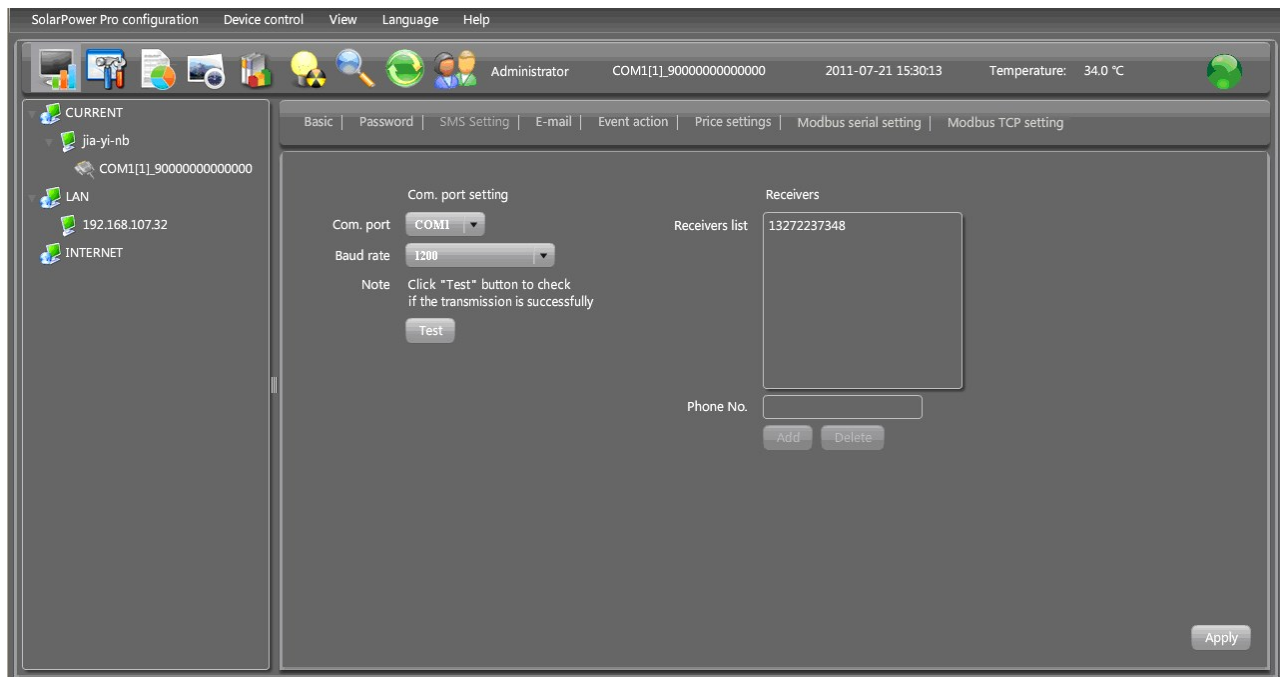 SolarPower Pro configuration Device control View Language Help
Administrator COM1[1]_90000000000000 2011-07-21 15:30:13 Temperature: 34.0 ℃
CURRENT
jia-yi-nb
COM1[1]_90000000000000
LAN
192.168.107.32
INTERNET
Basic | Password | SMS Setting | E-mail | Event action | Price settings | Modbus serial setting | Modbus TCP setting
Com. port setting
Com. port COM1
Baud rate 1200
Note Click "Test" button to check
if the transmission is successfully
Test
Receivers
Receivers list 13272237348
Phone No.
Add Delete
Apply